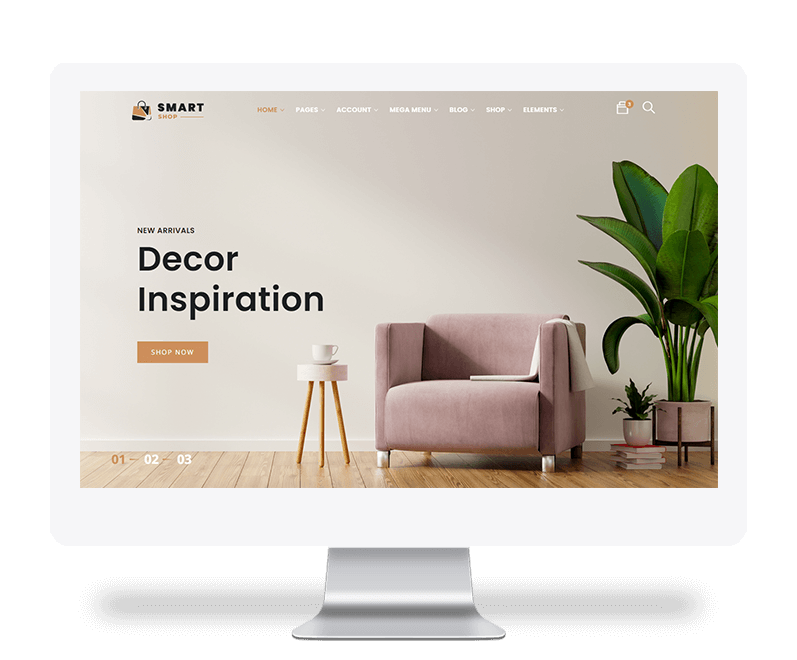 SMART
SHOP
HOME PAGES ACCOUNT MEGA MENU BLOG SHOP ELEMENTS
NEW ARRIVALS
Decor
Inspiration
SHOP NOW
01 02 03